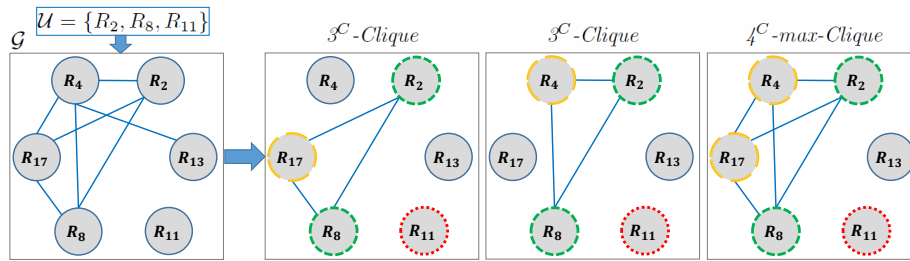 𝒰 = {R₂, R₈, R₁₁}
𝒢
3ᶜ-Clique
3ᶜ-Clique
4ᶜ-max-Clique
R₄ R₂
R₁₇ R₁₃
R₈ R₁₁
R₄ R₂
R₁₇ R₁₃
R₈ R₁₁
R₄ R₂
R₁₇ R₁₃
R₈ R₁₁
R₄ R₂
R₁₇ R₁₃
R₈ R₁₁